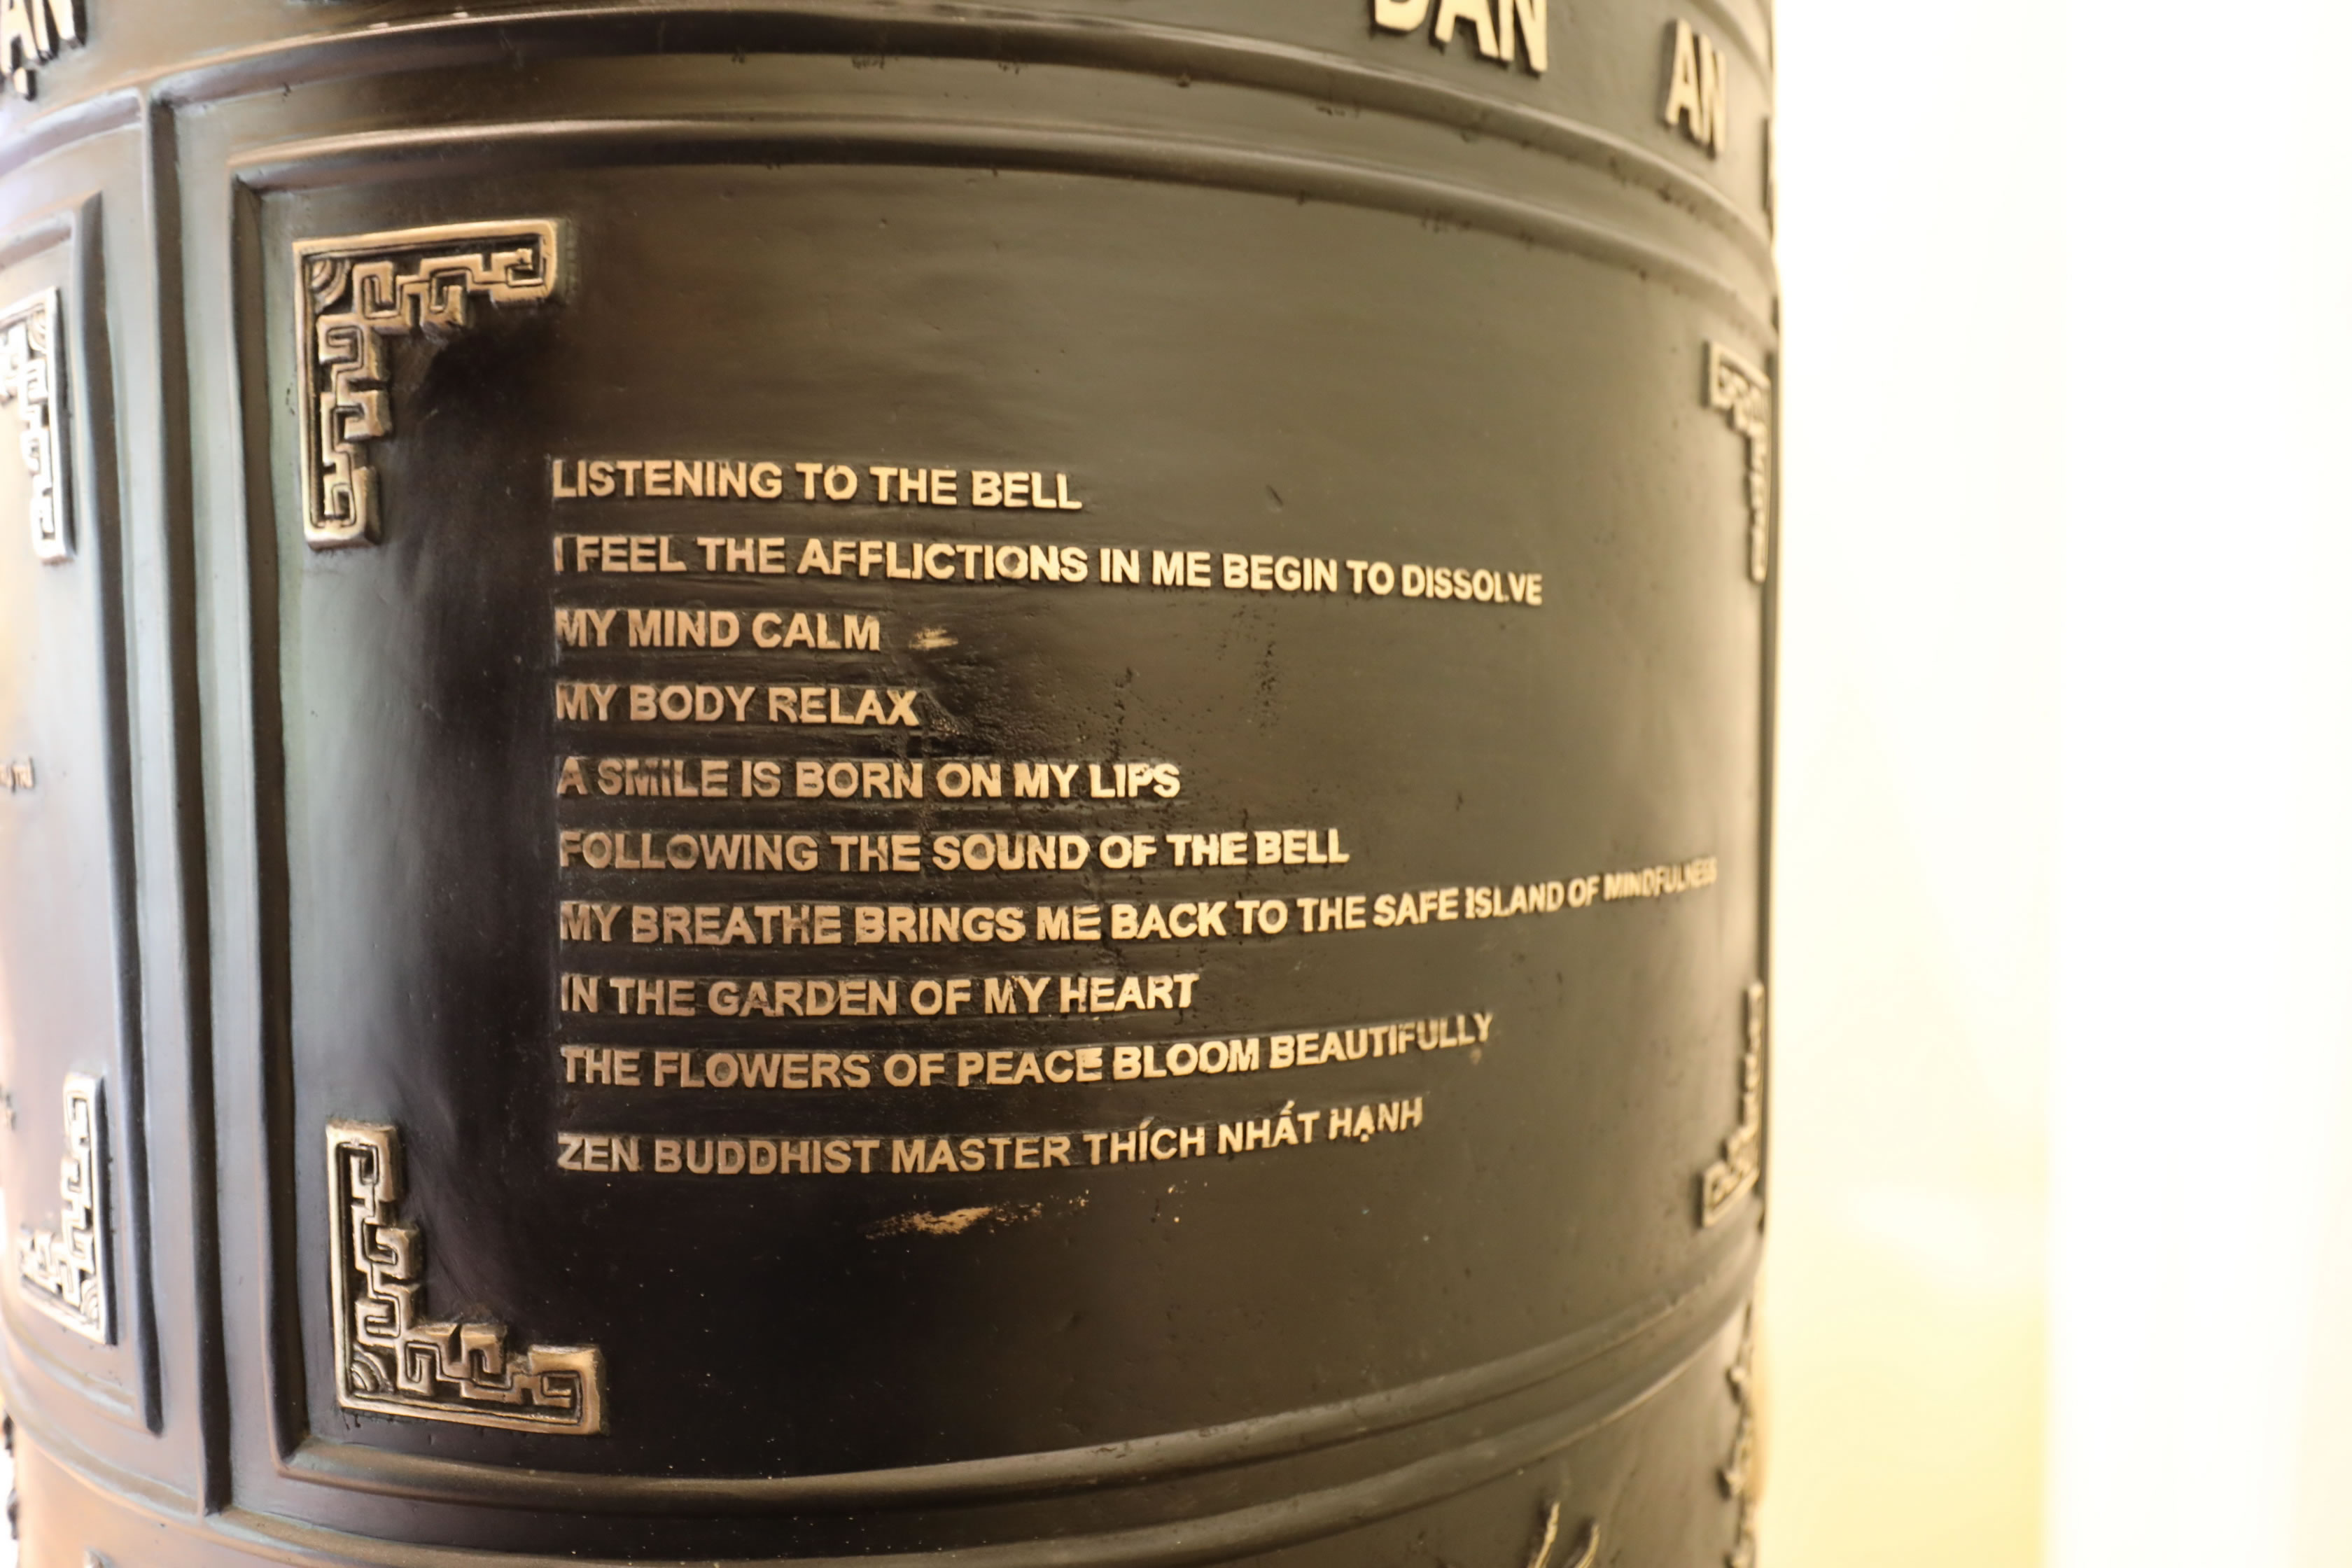 DÂN
AN
LISTENING TO THE BELL
I FEEL THE AFFLICTIONS IN ME BEGIN TO DISSOLVE
MY MIND CALM
MY BODY RELAX
A SMILE IS BORN ON MY LIPS
FOLLOWING THE SOUND OF THE BELL
MY BREATHE BRINGS ME BACK TO THE SAFE ISLAND OF MINDFULNESS
IN THE GARDEN OF MY HEART
THE FLOWERS OF PEACE BLOOM BEAUTIFULLY
ZEN BUDDHIST MASTER THÍCH NHẤT HẠNH